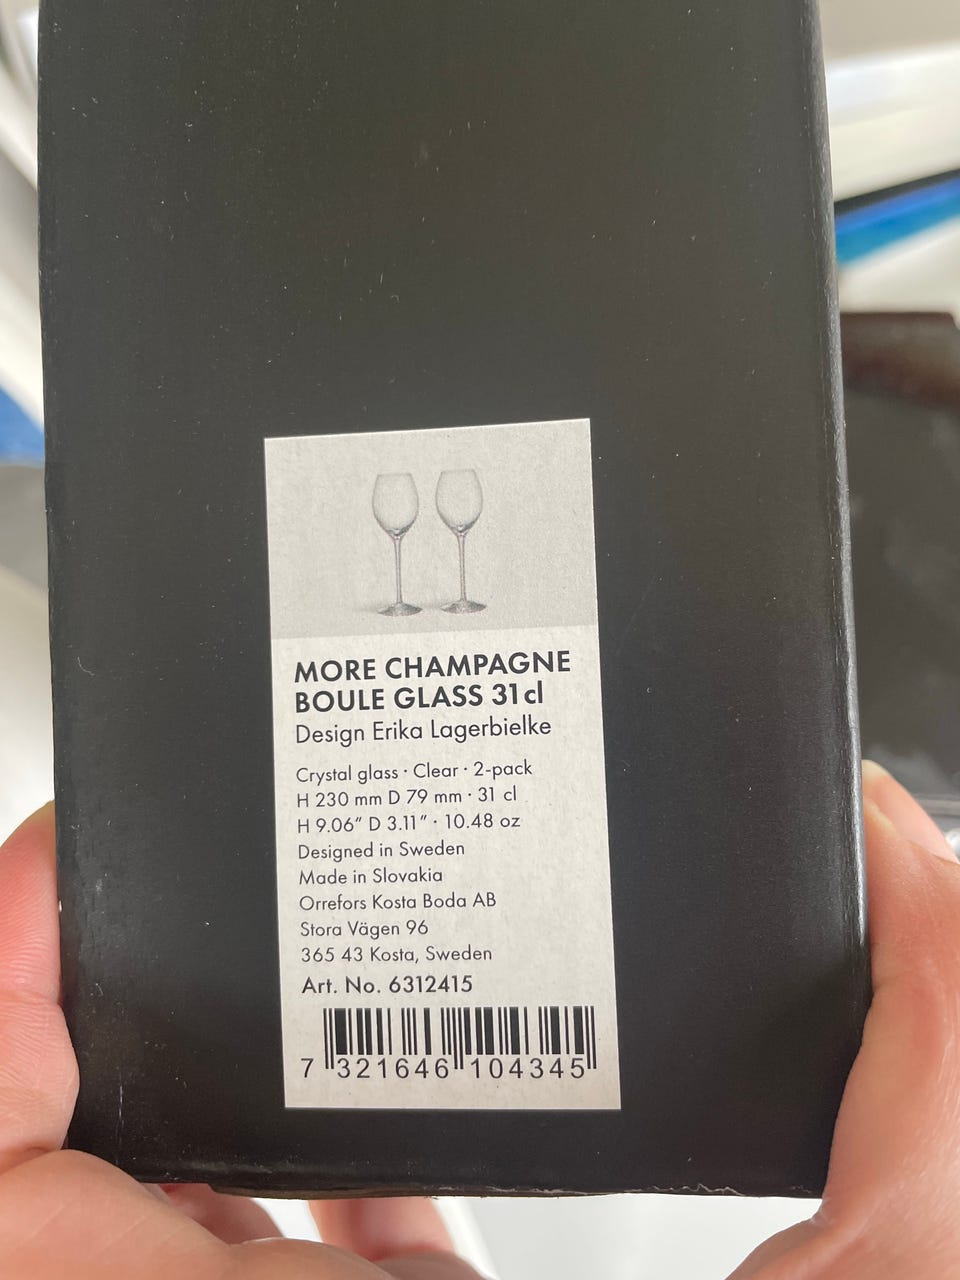 MORE CHAMPAGNE
BOULE GLASS 31 cl
Design Erika Lagerbielke
Crystal glass · Clear · 2-pack
H 230 mm D 79 mm · 31 cl
H 9.06” D 3.11” · 10.48 oz
Designed in Sweden
Made in Slovakia
Orrefors Kosta Boda AB
Stora Vägen 96
365 43 Kosta, Sweden
Art. No. 6312415
7 321646 104345